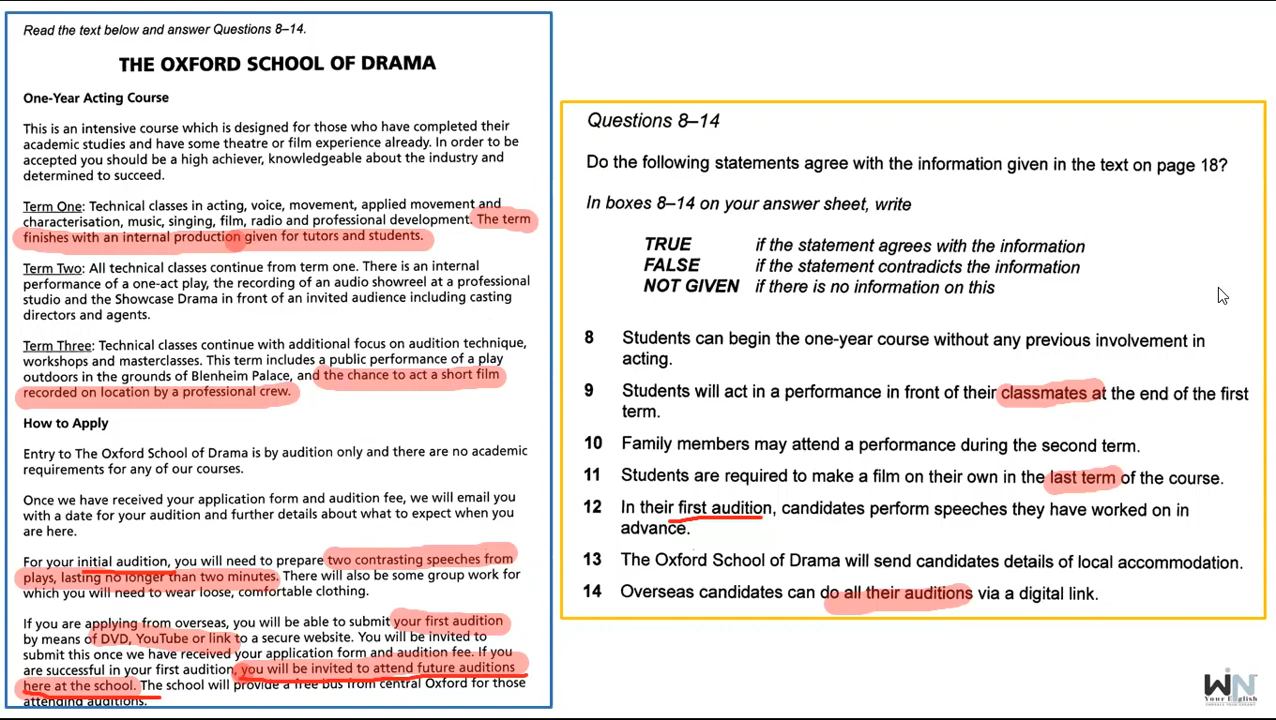 Read the text below and answer Questions 8–14.
THE OXFORD SCHOOL OF DRAMA
One-Year Acting Course
This is an intensive course which is designed for those who have completed their
academic studies and have some theatre or film experience already. In order to be
accepted you should be a high achiever, knowledgeable about the industry and
determined to succeed.
Term One: Technical classes in acting, voice, movement, applied movement and
characterisation, music, singing, film, radio and professional development. The term
finishes with an internal production given for tutors and students.
Term Two: All technical classes continue from term one. There is an internal
performance of a one-act play, the recording of an audio showreel at a professional
studio and the Showcase Drama in front of an invited audience including casting
directors and agents.
Term Three: Technical classes continue with additional focus on audition technique,
workshops and masterclasses. This term includes a public performance of a play
outdoors in the grounds of Blenheim Palace, and the chance to act a short film
recorded on location by a professional crew.
How to Apply
Entry to The Oxford School of Drama is by audition only and there are no academic
requirements for any of our courses.
Once we have received your application form and audition fee, we will email you
with a date for your audition and further details about what to expect when you
are here.
For your initial audition, you will need to prepare two contrasting speeches from
plays, lasting no longer than two minutes. There will also be some group work for
which you will need to wear loose, comfortable clothing.
If you are applying from overseas, you will be able to submit your first audition
by means of DVD, YouTube or link to a secure website. You will be invited to
submit this once we have received your application form and audition fee. If you
are successful in your first audition, you will be invited to attend future auditions
here at the school. The school will provide a free bus from central Oxford for those
attending auditions.
Questions 8–14
Do the following statements agree with the information given in the text on page 18?
In boxes 8–14 on your answer sheet, write
TRUE if the statement agrees with the information
FALSE if the statement contradicts the information
NOT GIVEN if there is no information on this
8 Students can begin the one-year course without any previous involvement in
acting.
9 Students will act in a performance in front of their classmates at the end of the first
term.
10 Family members may attend a performance during the second term.
11 Students are required to make a film on their own in the last term of the course.
12 In their first audition, candidates perform speeches they have worked on in
advance.
13 The Oxford School of Drama will send candidates details of local accommodation.
14 Overseas candidates can do all their auditions via a digital link.
WIN
Your English